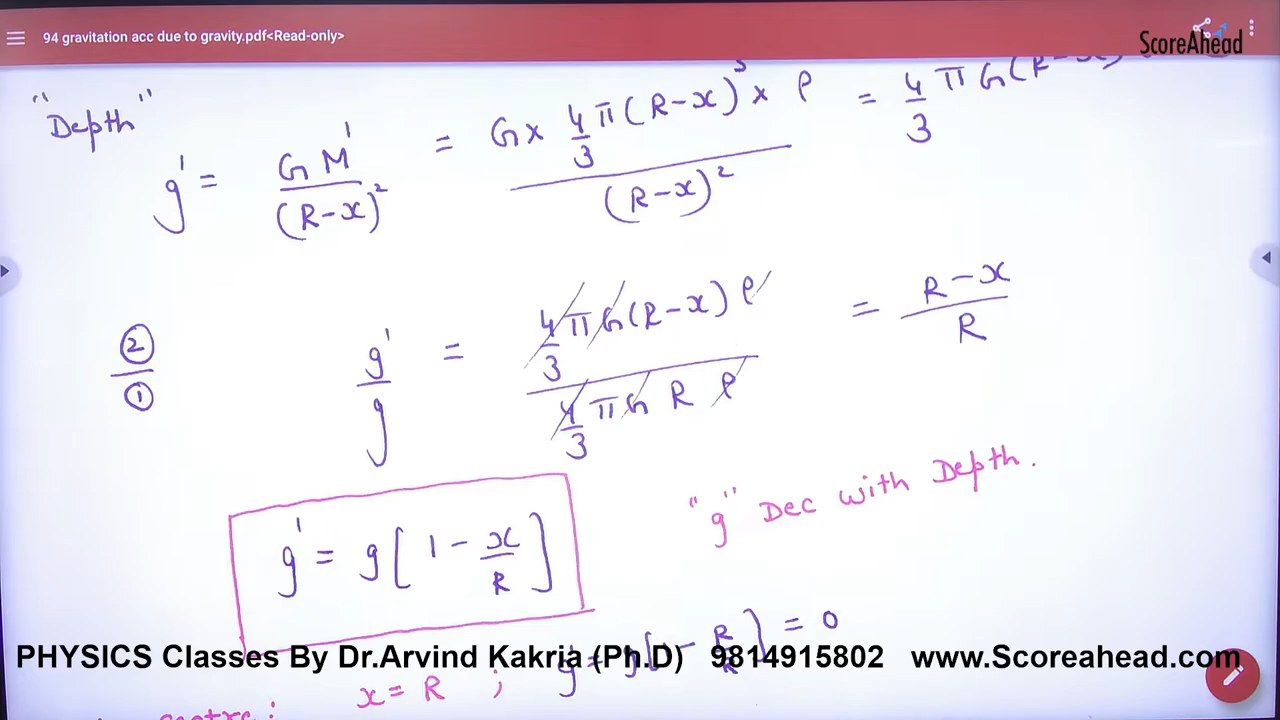 94 gravitation acc due to gravity.pdf<Read-only>
ScoreAhead
"Depth"
g' = GM' / (R-x)² = G × 4/3 π (R-x)³ × ρ / (R-x)² = 4/3 π G (R-x)
② / ① g' / g = 4/3 π G (R-x) ρ / 4/3 π G R ρ = R-x / R
"g" Dec with Depth.
g' = g [1 - x/R]
x = R ; g' = g [1 - R/R] = 0
PHYSICS Classes By Dr.Arvind Kakria (Ph.D) 9814915802 www.Scoreahead.com
centre :